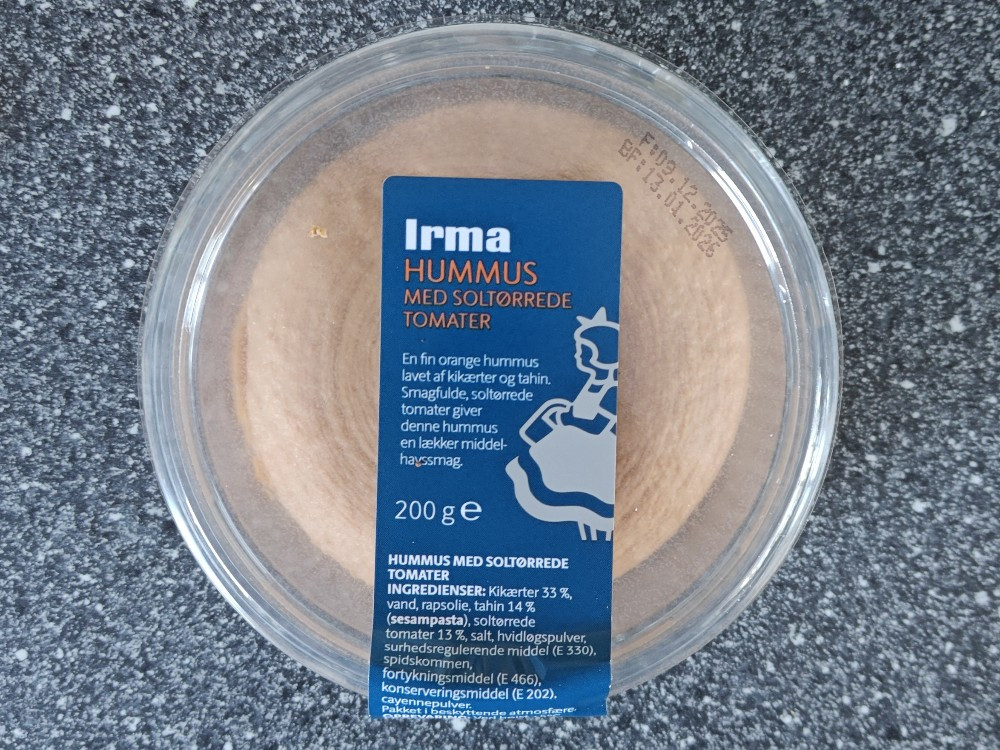 F:09.12.2025
BF:13.01.2026
Irma
HUMMUS
MED SOLTØRREDE
TOMATER
En fin orange hummus
lavet af kikærter og tahin.
Smagfulde, soltørrede
tomater giver
denne hummus
en lækker middel-
havssmag.
200 g e
HUMMUS MED SOLTØRREDE
TOMATER
INGREDIENSER: Kikærter 33 %,
vand, rapsolie, tahin 14 %
(sesampasta), soltørrede
tomater 13 %, salt, hvidløgspulver,
surhedsregulerende middel (E 330),
spidskommen,
fortykningsmiddel (E 466),
konserveringsmiddel (E 202).
cayennepulver.
Pakket i beskyttende atmosfære.
OPBEVARING: